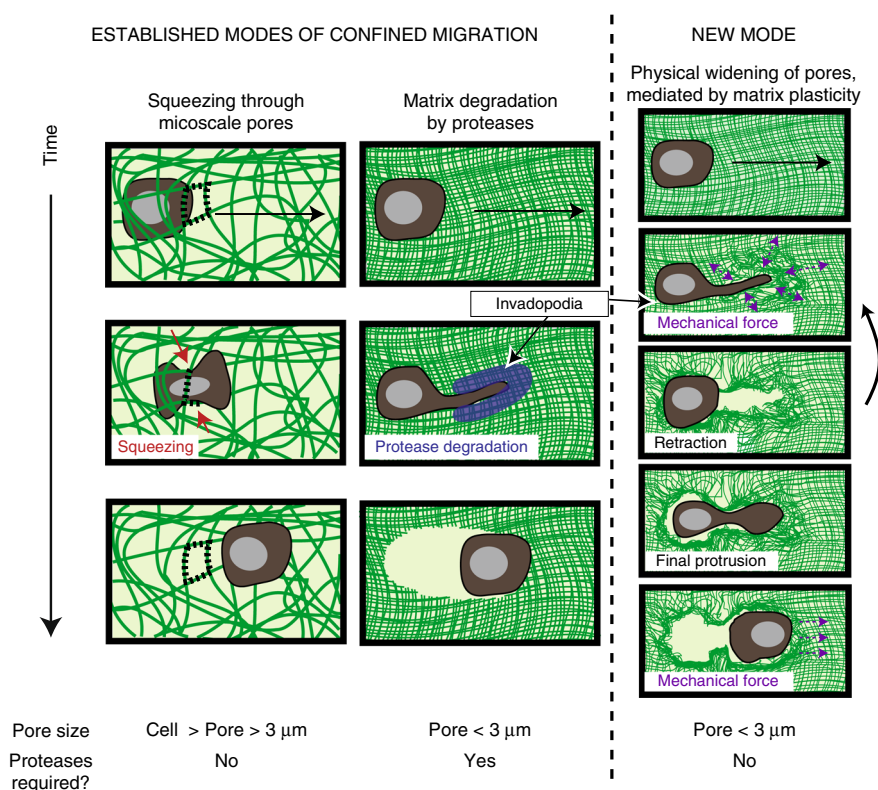 ESTABLISHED MODES OF CONFINED MIGRATION
NEW MODE
Time
Squeezing through
micoscale pores
Matrix degradation
by proteases
Physical widening of pores,
mediated by matrix plasticity
Invadopodia
Mechanical force
Squeezing
Protease degradation
Retraction
Final protrusion
Mechanical force
Pore size
Cell > Pore > 3 μm
Pore < 3 μm
Pore < 3 μm
Proteases
required?
No
Yes
No